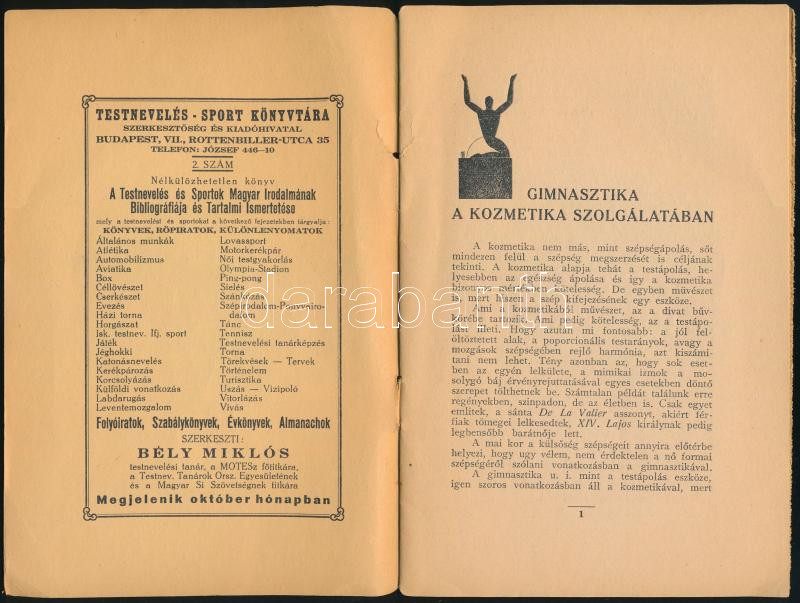 TESTNEVELÉS - SPORT KÖNYVTÁRA
SZERKESZTŐSÉG ÉS KIADÓHIVATAL
BUDAPEST, VII., ROTTENBILLER-UTCA 35
TELEFON: JÓZSEF 446—10
2. SZÁM
Nélkülözhetetlen könyv
A Testnevelés és Sportok Magyar Irodalmának
Bibliográfiája és Tartalmi Ismertetése
mely a testnevelést és sportokat a következő fejezetekben tárgyalja:
KÖNYVEK, RÖPIRATOK, KÜLÖNLENYOMATOK
Általános munkák
Atlétika
Automobilizmus
Aviatika
Box
Céllövészet
Cserkészet
Evezés
Házi torna
Horgászat
Isk. testnev. Ifj. sport
Játék
Jéghokki
Katonásnevelés
Kerékpározás
Korcsolyázás
Külföldi vonatkozás
Labdarugás
Leventemozgalom
Lovassport
Motorkerékpár
Női testgyakorlás
Olympia-Stadion
Ping-pong
Síelés
Szánkózás
Szépirodalom-Ponyvairo-
dalom
Tánc
Tennisz
Testnevelési tanárképzés
Torna
Törekvések — Tervek
Történelem
Turisztika
Uszás — Vizipoló
Vitorlázás
Vívás
Folyóiratok, Szabálykönyvek, Évkönyvek, Almanachok
SZERKESZTI:
BÉLY MIKLÓS
testnevelési tanár, a MOTESz főtitkára,
a Testnev. Tanárok Orsz. Egyesületének
és a Magyar Si Szövetségnek titkára
Megjelenik október hónapban
GIMNASZTIKA
A KOZMETIKA SZOLGÁLATÁBAN
A kozmetika nem más, mint szépségápolás, sőt
mindezen felül a szépség megszerzését is céljának
tekinti. A kozmetika alapja tehát a testápolás, he-
lyesebben az egészség ápolása és így a kozmetika
bizonyos mértékben kötelesség. De egyben művészet
is, mert hiszen a szép kifejezésének egy eszköze.
Ami a kozmetikából művészet, az a divat bűv-
körébe tartozik. Ami pedig kötelesség, az a testápo-
lást illeti. Hogy azután mi fontosabb: a jól fel-
öltöztetett alak, a poporcionális testarányok, avagy a
mozgások szépségében rejlő harmónia, azt kiszámi-
tani nem lehet. Tény azonban az, hogy sok eset-
ben az egyén lelkülete, a mimikai izmok a mo-
solygó báj érvényrejuttatásával egyes esetekben döntő
szerepet tölthetnek be. Számtalan példát találunk erre
regényekben, szinpadon, de az életben is. Csak egyet
említek, a sánta De La Valier asszonyt, akiért fér-
fiak tömegei lelkesedtek, XIV. Lajos királynak pedig
legbensőbb barátnője lett.
A mai kor a külsőség szépségeit annyira előtérbe
helyezi, hogy ugy vélem, nem érdektelen a nő formai
szépségéről szólani vonatkozásban a gimnasztikával.
A gimnasztika u. i. mint a testápolás eszköze,
igen szoros vonatkozásban áll a kozmetikával, mert
1
darabanth